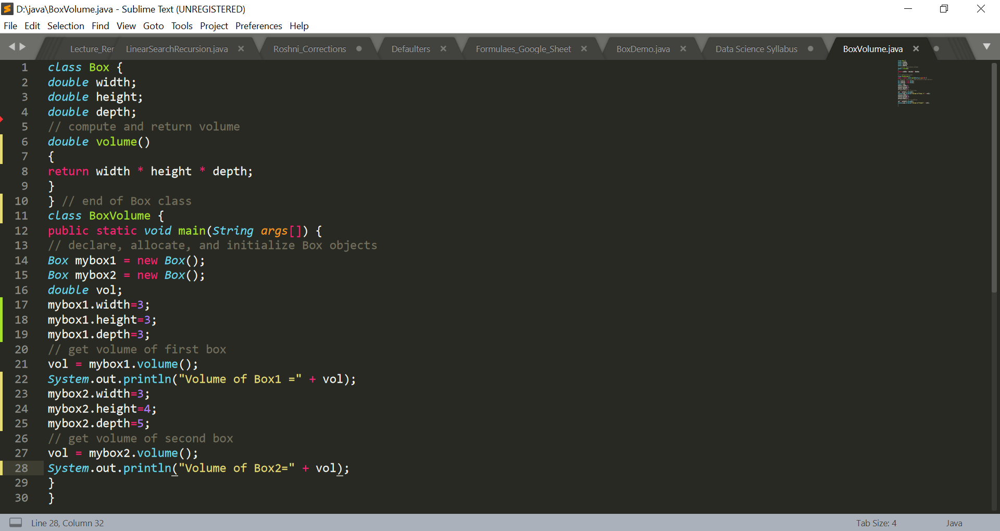 D:\java\BoxVolume.java - Sublime Text (UNREGISTERED)
File Edit Selection Find View Goto Tools Project Preferences Help
Lecture_Rer LinearSearchRecursion.java Roshni_Corrections Defaulters Formulaes_Google_Sheet BoxDemo.java Data Science Syllabus BoxVolume.java
1 class Box {
2 double width;
3 double height;
4 double depth;
5 // compute and return volume
6 double volume()
7 {
8 return width * height * depth;
9 }
10 } // end of Box class
11 class BoxVolume {
12 public static void main(String args[]) {
13 // declare, allocate, and initialize Box objects
14 Box mybox1 = new Box();
15 Box mybox2 = new Box();
16 double vol;
17 mybox1.width=3;
18 mybox1.height=3;
19 mybox1.depth=3;
20 // get volume of first box
21 vol = mybox1.volume();
22 System.out.println("Volume of Box1 =" + vol);
23 mybox2.width=3;
24 mybox2.height=4;
25 mybox2.depth=5;
26 // get volume of second box
27 vol = mybox2.volume();
28 System.out.println("Volume of Box2=" + vol);
29 }
30 }
Line 28, Column 32 Tab Size: 4 Java